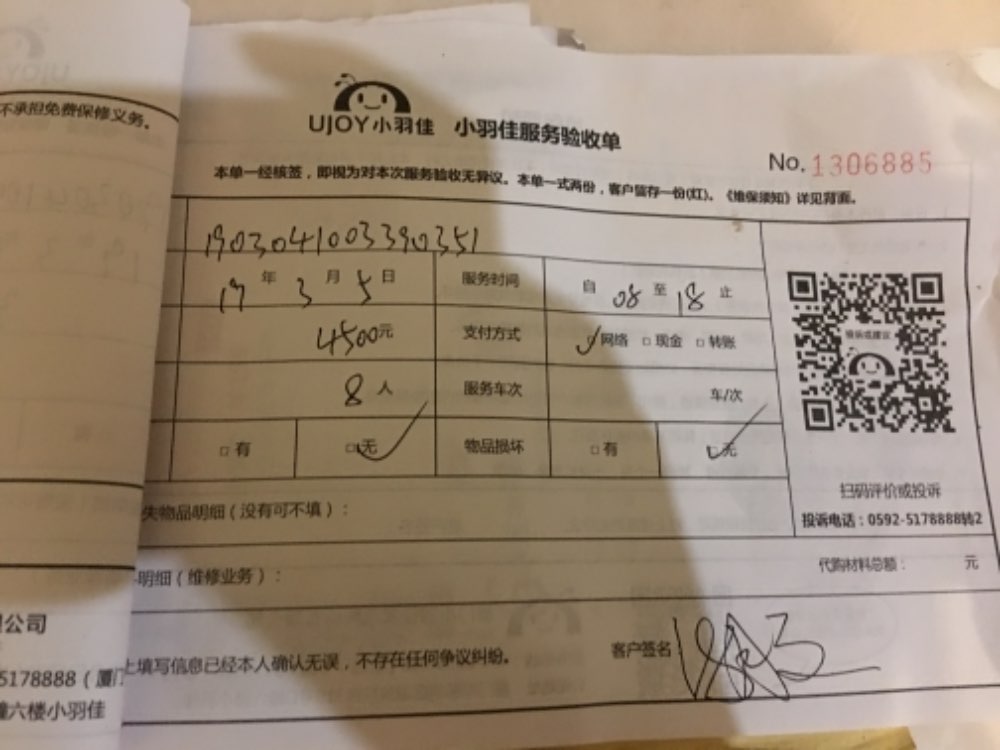 不承担免费保修义务。
UJOY小羽佳 小羽佳服务验收单
No. 1306885
本单一经核签，即视为对本次服务验收无异议。本单一式两份，客户留存一份(红)。《维保须知》详见背面。
1903041003390351
19年3月5日 服务时间 自08至18止
4500元 支付方式 网络 □现金 □转账
8人 服务车次 车/次
□有 □无 物品损坏 □有 □无
扫码评价或投诉
投诉电话：0592-5178888转2
失物品明细（没有可不填）：
明细（维修业务）： 代购材料总额： 元
公司
上填写信息已经本人确认无误，不存在任何争议纠纷。 客户签名
5178888（厦门
六楼小羽佳